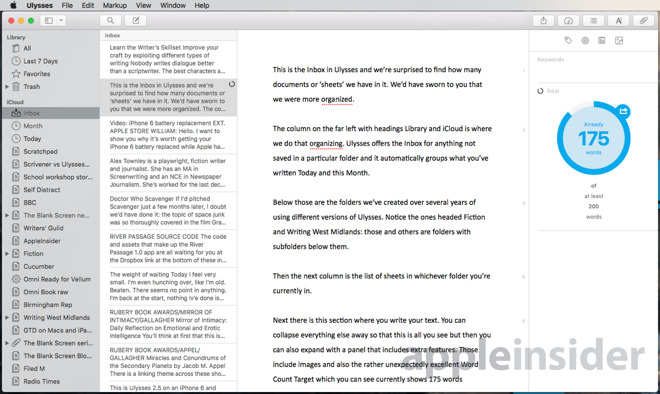 Ulysses File Edit Markup View Window Help
Library
All
Last 7 Days
Favorites
Trash
iCloud
Inbox
Month
Today
Scratchpad
Scrivener vs Ulysses...
School workshop stor...
Self Distract
BBC
The Blank Screen ne...
Writers' Guild
AppleInsider
Fiction
Cucumber
Omni Ready for Velium
Omni Book raw
Birmingham Rep
Writing West Midlands
GTD on Macs and iPa...
The Blank Screen seri...
The Blank Screen Blo...
Filed M
Radio Times
Inbox
Learn the Writer's Skillset Improve your
craft by exploiting different types of
writing Nobody writes dialogue better
than a scriptwriter. The best characters a...
This is the Inbox in Ulysses and we're
surprised to find how many documents or
'sheets' we have in it. We'd have sworn to
you that we were more organized. The co...
Video: iPhone 6 battery replacement EXT.
APPLE STORE WILLIAM: Hello. I want to
show you why it's worth getting your
iPhone 6 battery replaced while Apple ha...
Alex Townley is a playwright, fiction writer
and journalist. She has an MA in
Screenwriting and an NCE in Newspaper
Journalism. She's worked for the last dec...
Doctor Who Scavenger If I'd pitched
Scavenger just a few months later, I doubt
we'd have done it: the topic of space junk
was so thoroughly covered in the film Gra...
RIVER PASSAGE SOURCE CODE The code
and assets that make up the River
Passage 1.0 app are all waiting for you at
the Dropbox link at the bottom of these in...
The weight of waiting Today I feel very
small. I'm even hunching over, like I'm old.
Beaten. There seems no point in anything.
I'm back at the start, nothing I've done is...
RUBERY BOOK AWARDS/MIRROR OF
INTIMACY/GALLAGHER Mirror of Intimacy:
Daily Reflection on Emotional and Erotic
Intelligence You'll find at first that this is...
RUBERY BOOK AWARDS/APPEL/
GALLAGHER Miracles and Conundrums of
the Secondary Planets by Jacob M. Appel
There is a linking theme across these sho...
This is Ulysses 2.5 on an iPhone 6 and
This is the Inbox in Ulysses and we're surprised to find how many
documents or 'sheets' we have in it. We'd have sworn to you that
we were more organized.
The column on the far left with headings Library and iCloud is where
we do that organizing. Ulysses offers the Inbox for anything not
saved in a particular folder and it automatically groups what you've
written Today and this Month.
Below those are the folders we've created over several years of
using different versions of Ulysses. Notice the ones headed Fiction
and Writing West Midlands: those and others are folders with
subfolders below them.
Then the next column is the list of sheets in whichever folder you're
currently in.
Next there is this section where you write your text. You can
collapse everything else away so that this is all you see but then you
can also expand with a panel that includes extra features. Those
include images and also the rather unexpectedly excellent Word
Count Target which you can see currently shows 175 words
1
2
3
4
5
Keywords
Goal
Already
175
words
of
at least
200
words
appleinsider